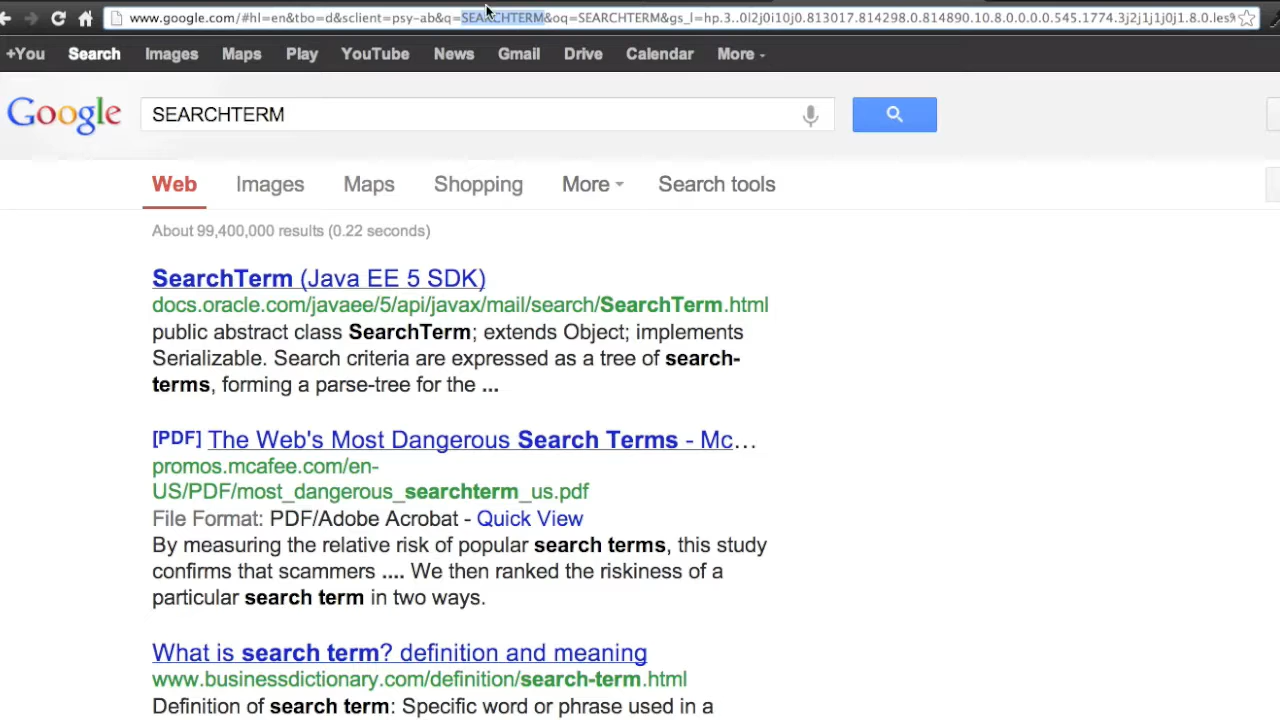 www.google.com/#hl=en&tbo=d&sclient=psy-ab&q=SEARCHTERM&oq=SEARCHTERM&gs_l=hp.3..0l2j0i10j0.813017.814298.0.814890.10.8.0.0.0.0.545.1774.3j2j1j1j0j1.8.0.les%
+You Search Images Maps Play YouTube News Gmail Drive Calendar More
Google SEARCHTERM
Web Images Maps Shopping More Search tools
About 99,400,000 results (0.22 seconds)
SearchTerm (Java EE 5 SDK)
docs.oracle.com/javaee/5/api/javax/mail/search/SearchTerm.html
public abstract class SearchTerm; extends Object; implements
Serializable. Search criteria are expressed as a tree of search-
terms, forming a parse-tree for the ...
[PDF] The Web's Most Dangerous Search Terms - Mc...
promos.mcafee.com/en-
US/PDF/most_dangerous_searchterm_us.pdf
File Format: PDF/Adobe Acrobat - Quick View
By measuring the relative risk of popular search terms, this study
confirms that scammers .... We then ranked the riskiness of a
particular search term in two ways.
What is search term? definition and meaning
www.businessdictionary.com/definition/search-term.html
Definition of search term: Specific word or phrase used in a